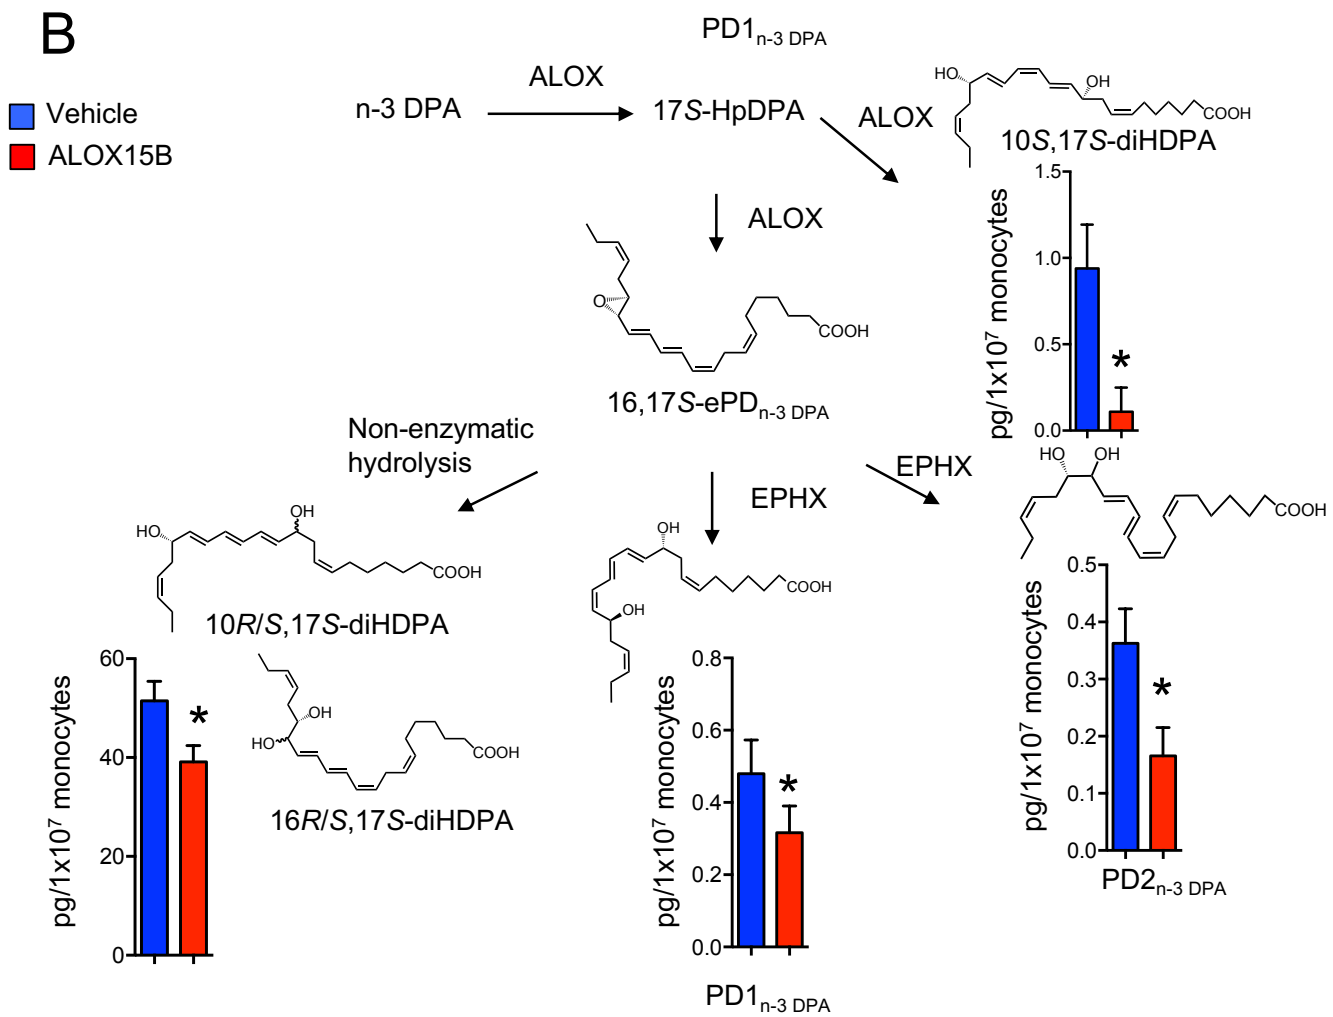 B
PD1n-3 DPA
Vehicle
ALOX15B
n-3 DPA
ALOX
17S-HpDPA
ALOX
HO
OH
COOH
10S,17S-diHDPA
ALOX
O
COOH
16,17S-ePDn-3 DPA
1.5
1.0
0.5
0.0
pg/1x10⁷ monocytes
*
Non-enzymatic
hydrolysis
EPHX
EPHX
HO
OH
COOH
10R/S,17S-diHDPA
OH
HO
COOH
16R/S,17S-diHDPA
60
40
20
0
pg/1x10⁷ monocytes
*
OH
COOH
OH
0.8
0.6
0.4
0.2
0.0
pg/1x10⁷ monocytes
*
PD1n-3 DPA
HO
OH
COOH
0.5
0.4
0.3
0.2
0.1
0.0
pg/1x10⁷ monocytes
*
PD2n-3 DPA